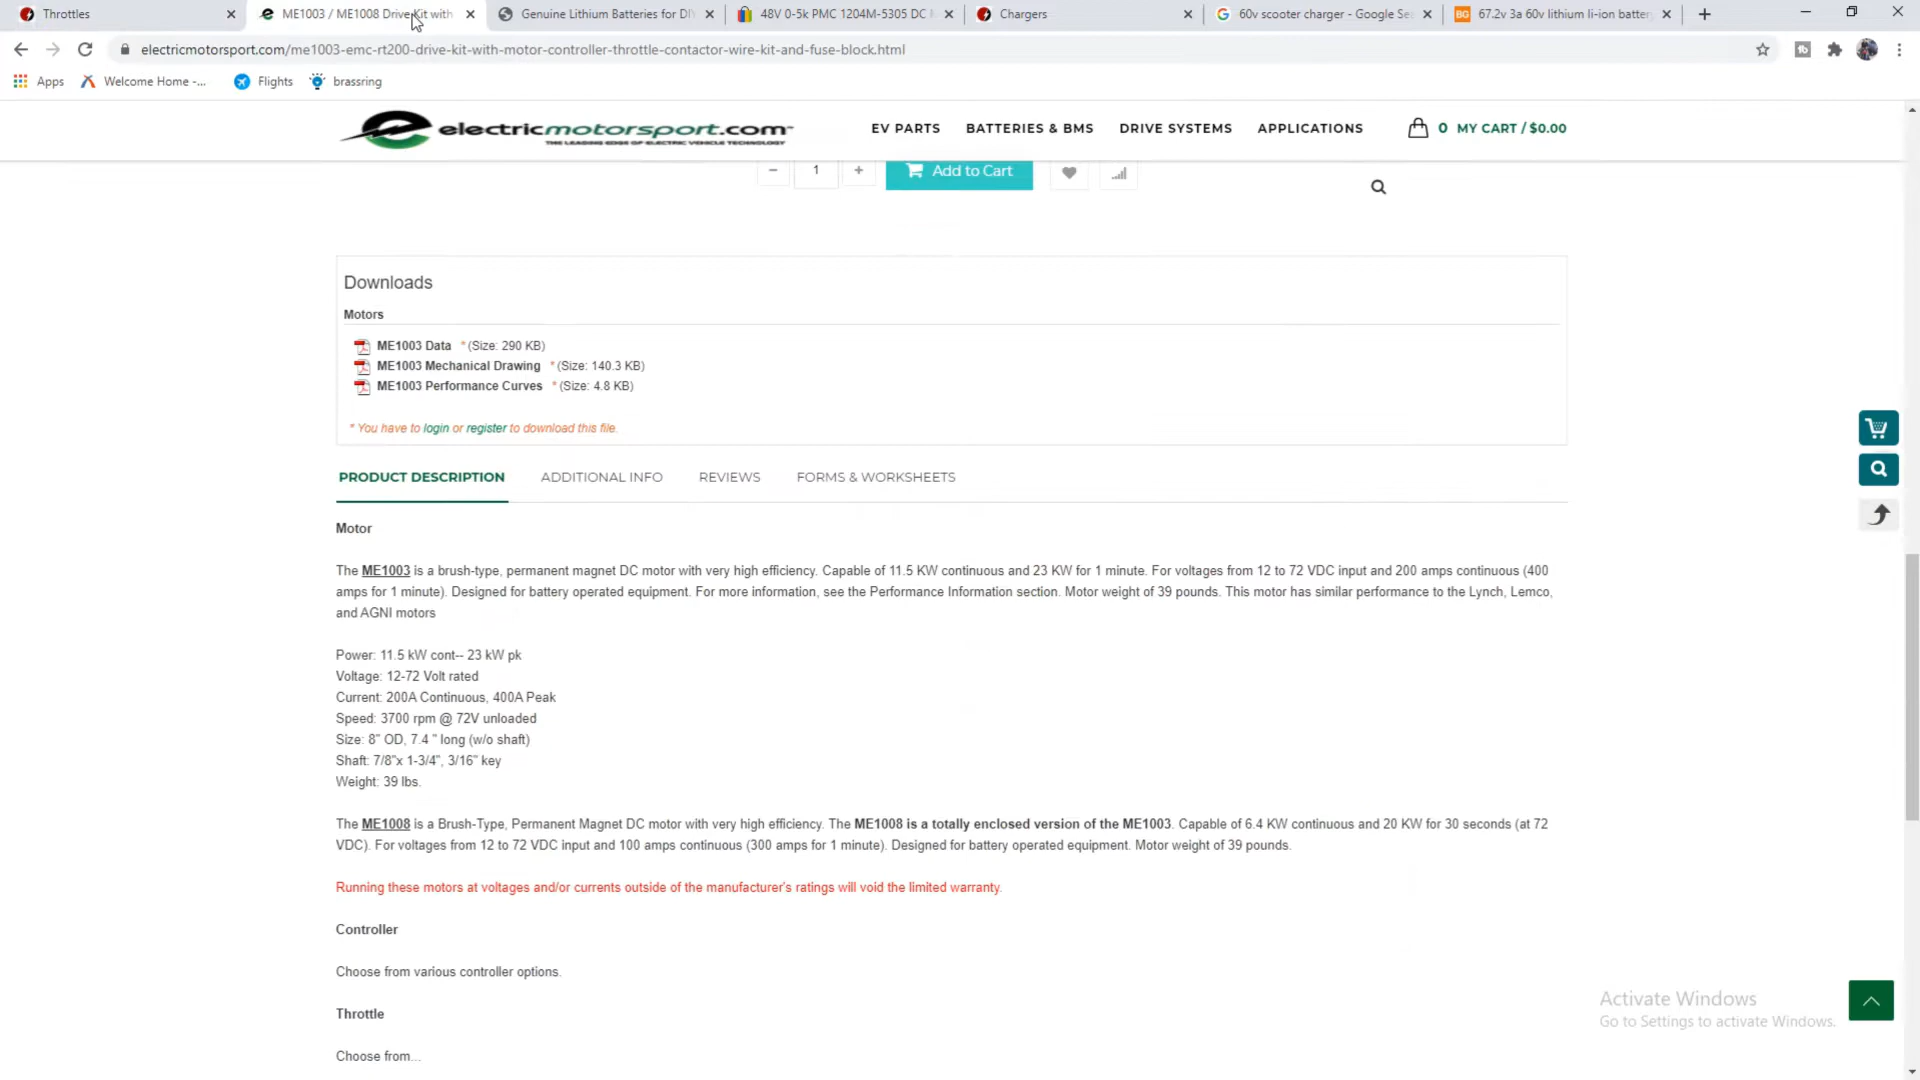 Throttles
ME1003 / ME1008 Drive Kit with
Genuine Lithium Batteries for DI
48V 0-5k PMC 1204M-5305 DC
Chargers
60v scooter charger - Google Se
67.2v 3a 60v lithium li-ion batter
electricmotorsport.com/me1003-emc-rt200-drive-kit-with-motor-controller-throttle-contactor-wire-kit-and-fuse-block.html
Apps
Welcome Home -...
Flights
brassring
electricmotorsport.com
THE LEADING EDGE OF ELECTRIC VEHICLE TECHNOLOGY
EV PARTS
BATTERIES & BMS
DRIVE SYSTEMS
APPLICATIONS
0 MY CART / $0.00
− 1 + Add to Cart
Downloads
Motors
ME1003 Data * (Size: 290 KB)
ME1003 Mechanical Drawing * (Size: 140.3 KB)
ME1003 Performance Curves * (Size: 4.8 KB)
* You have to login or register to download this file.
PRODUCT DESCRIPTION
ADDITIONAL INFO
REVIEWS
FORMS & WORKSHEETS
Motor
The ME1003 is a brush-type, permanent magnet DC motor with very high efficiency. Capable of 11.5 KW continuous and 23 KW for 1 minute. For voltages from 12 to 72 VDC input and 200 amps continuous (400
amps for 1 minute). Designed for battery operated equipment. For more information, see the Performance Information section. Motor weight of 39 pounds. This motor has similar performance to the Lynch, Lemco,
and AGNI motors
Power: 11.5 kW cont-- 23 kW pk
Voltage: 12-72 Volt rated
Current: 200A Continuous, 400A Peak
Speed: 3700 rpm @ 72V unloaded
Size: 8" OD, 7.4 " long (w/o shaft)
Shaft: 7/8"x 1-3/4", 3/16" key
Weight: 39 lbs.
The ME1008 is a Brush-Type, Permanent Magnet DC motor with very high efficiency. The ME1008 is a totally enclosed version of the ME1003. Capable of 6.4 KW continuous and 20 KW for 30 seconds (at 72
VDC). For voltages from 12 to 72 VDC input and 100 amps continuous (300 amps for 1 minute). Designed for battery operated equipment. Motor weight of 39 pounds.
Running these motors at voltages and/or currents outside of the manufacturer's ratings will void the limited warranty.
Controller
Choose from various controller options.
Throttle
Choose from...
Activate Windows
Go to Settings to activate Windows.